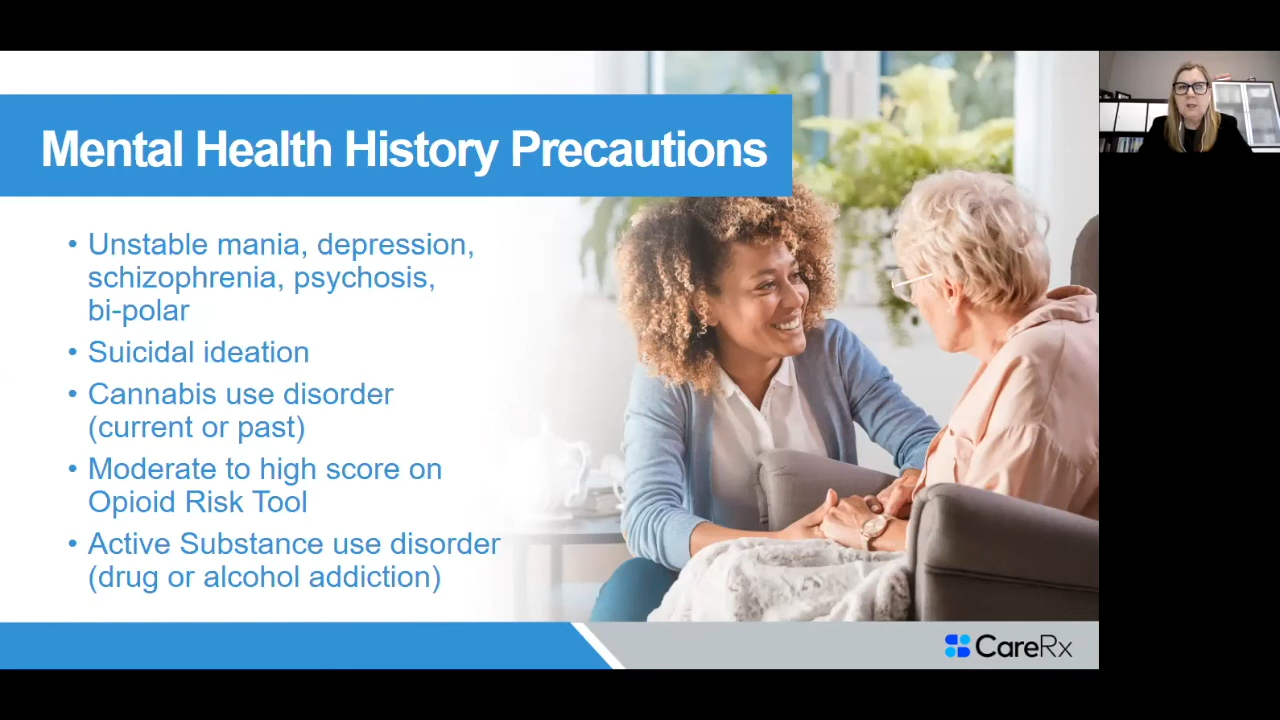 Mental Health History Precautions
• Unstable mania, depression,
schizophrenia, psychosis,
bi-polar
• Suicidal ideation
• Cannabis use disorder
(current or past)
• Moderate to high score on
Opioid Risk Tool
• Active Substance use disorder
(drug or alcohol addiction)
CareRx